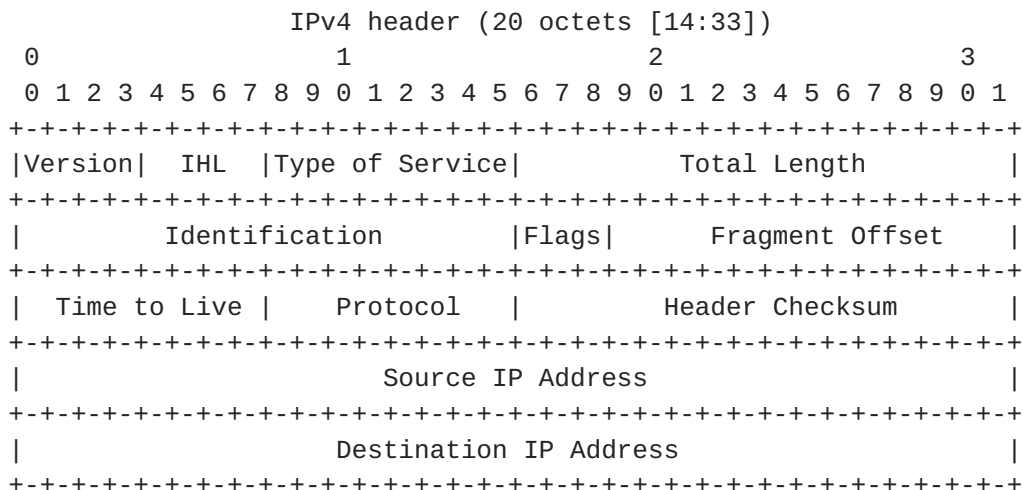 IPv4 header (20 octets [14:33])
0                   1                   2                   3
0 1 2 3 4 5 6 7 8 9 0 1 2 3 4 5 6 7 8 9 0 1 2 3 4 5 6 7 8 9 0 1
+-+-+-+-+-+-+-+-+-+-+-+-+-+-+-+-+-+-+-+-+-+-+-+-+-+-+-+-+-+-+-+-+
|Version|  IHL  |Type of Service|          Total Length         |
+-+-+-+-+-+-+-+-+-+-+-+-+-+-+-+-+-+-+-+-+-+-+-+-+-+-+-+-+-+-+-+-+
|         Identification        |Flags|      Fragment Offset    |
+-+-+-+-+-+-+-+-+-+-+-+-+-+-+-+-+-+-+-+-+-+-+-+-+-+-+-+-+-+-+-+-+
|  Time to Live |    Protocol   |         Header Checksum       |
+-+-+-+-+-+-+-+-+-+-+-+-+-+-+-+-+-+-+-+-+-+-+-+-+-+-+-+-+-+-+-+-+
|                       Source IP Address                       |
+-+-+-+-+-+-+-+-+-+-+-+-+-+-+-+-+-+-+-+-+-+-+-+-+-+-+-+-+-+-+-+-+
|                    Destination IP Address                     |
+-+-+-+-+-+-+-+-+-+-+-+-+-+-+-+-+-+-+-+-+-+-+-+-+-+-+-+-+-+-+-+-+